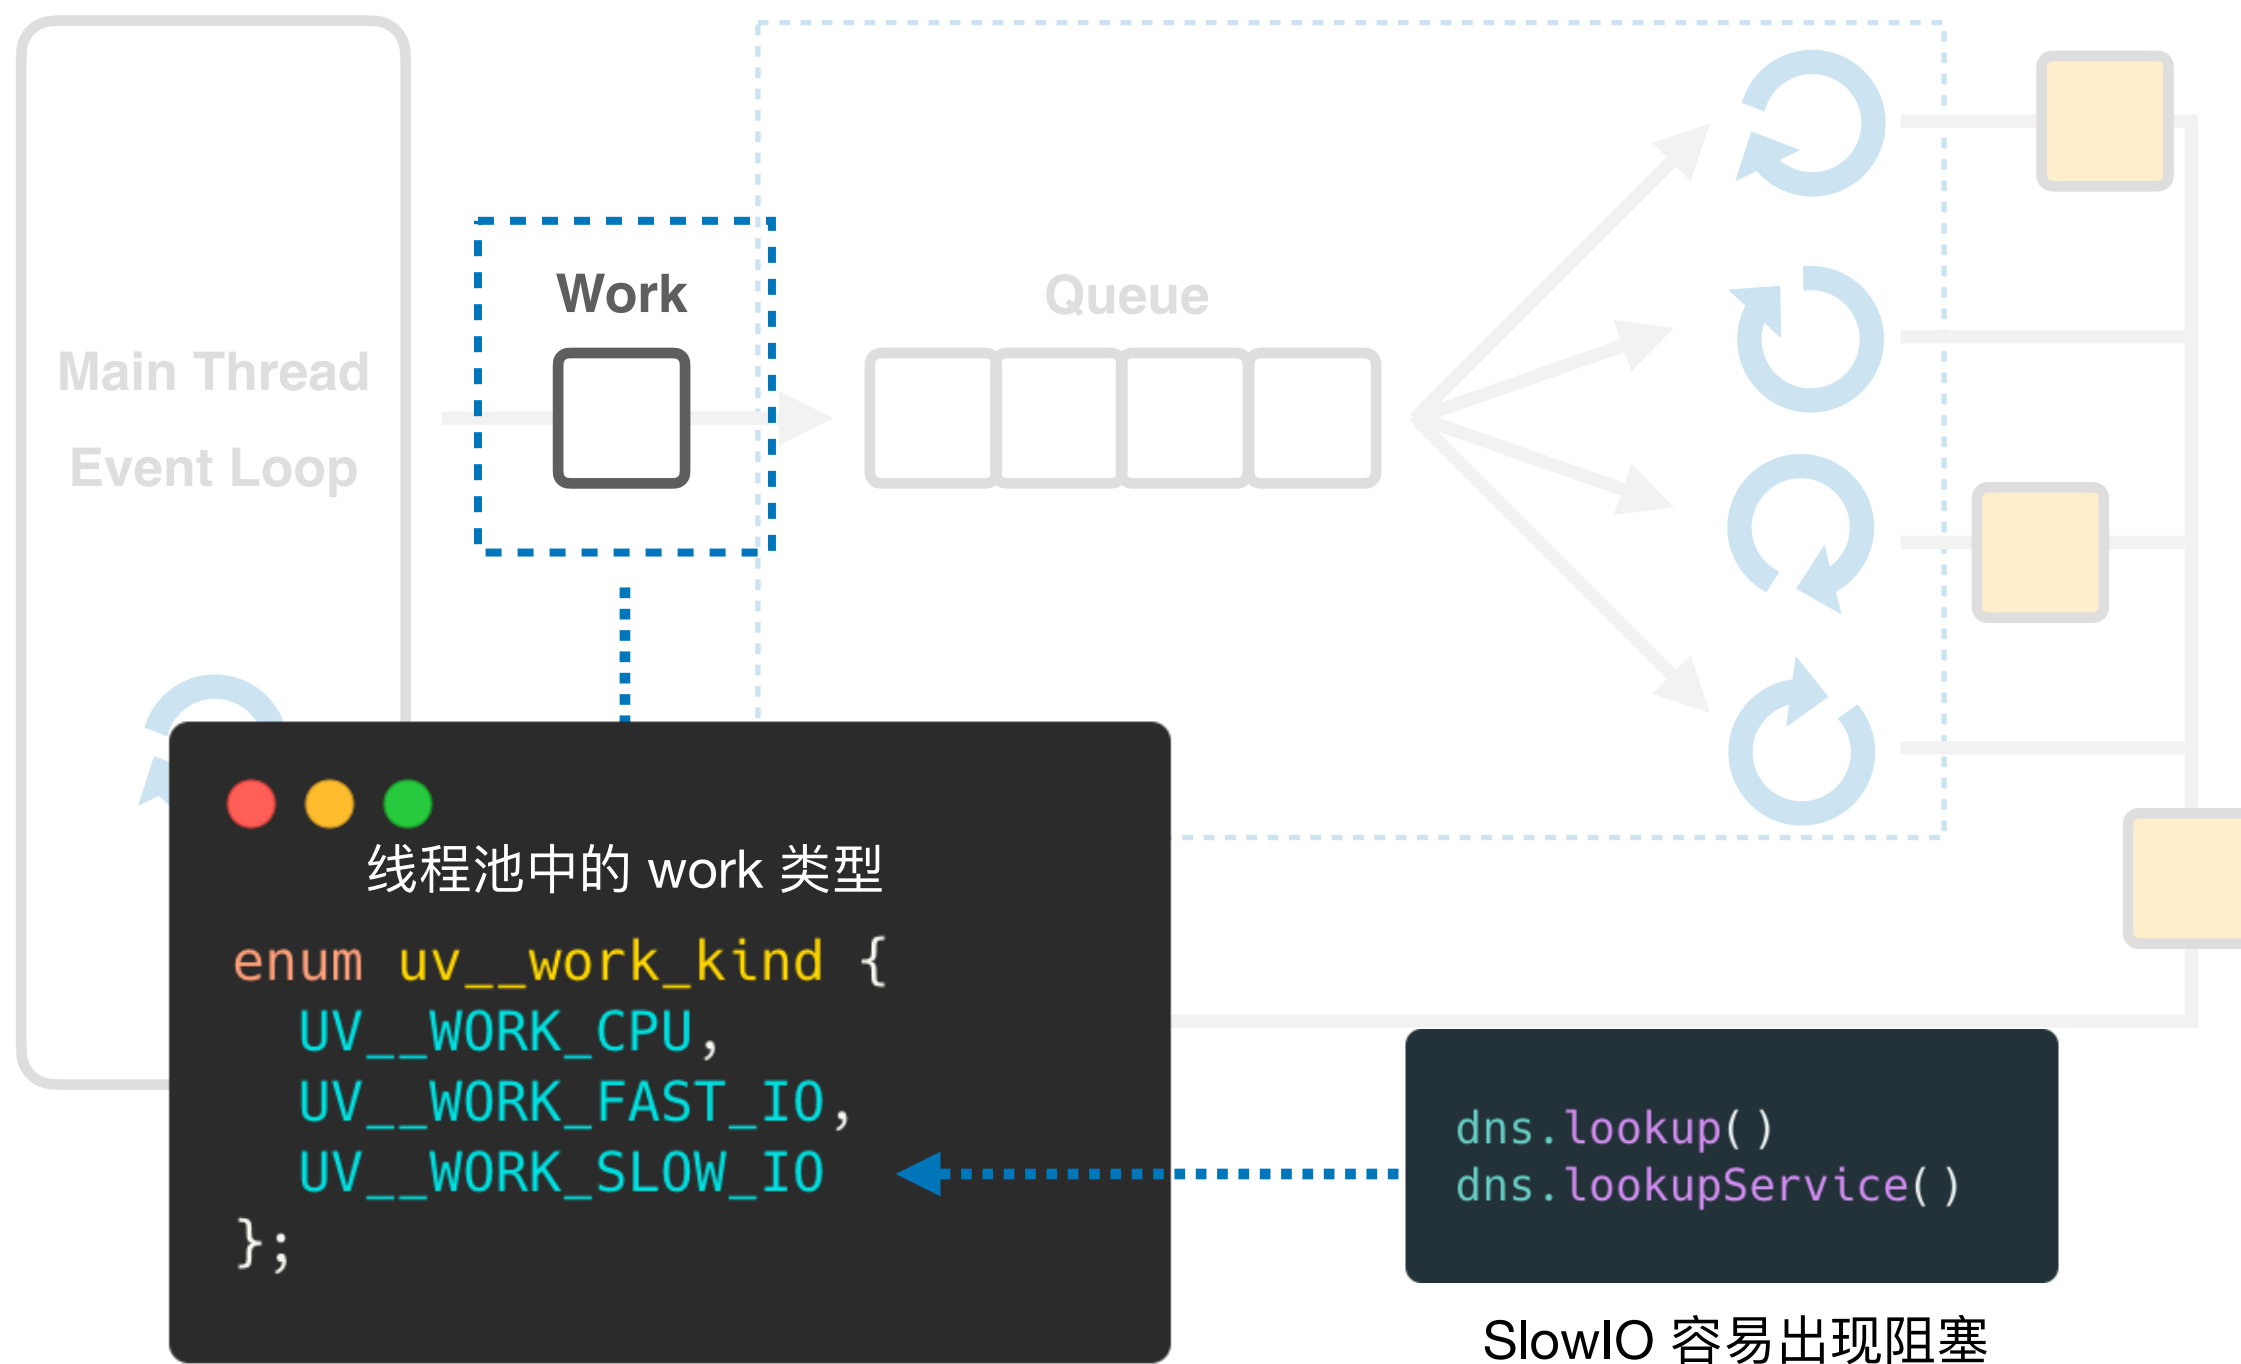 Work
Queue
Main Thread
Event Loop
线程池中的 work 类型
enum uv__work_kind {
UV__WORK_CPU,
UV__WORK_FAST_IO,
UV__WORK_SLOW_IO
};
dns.lookup()
dns.lookupService()
SlowIO 容易出现阻塞